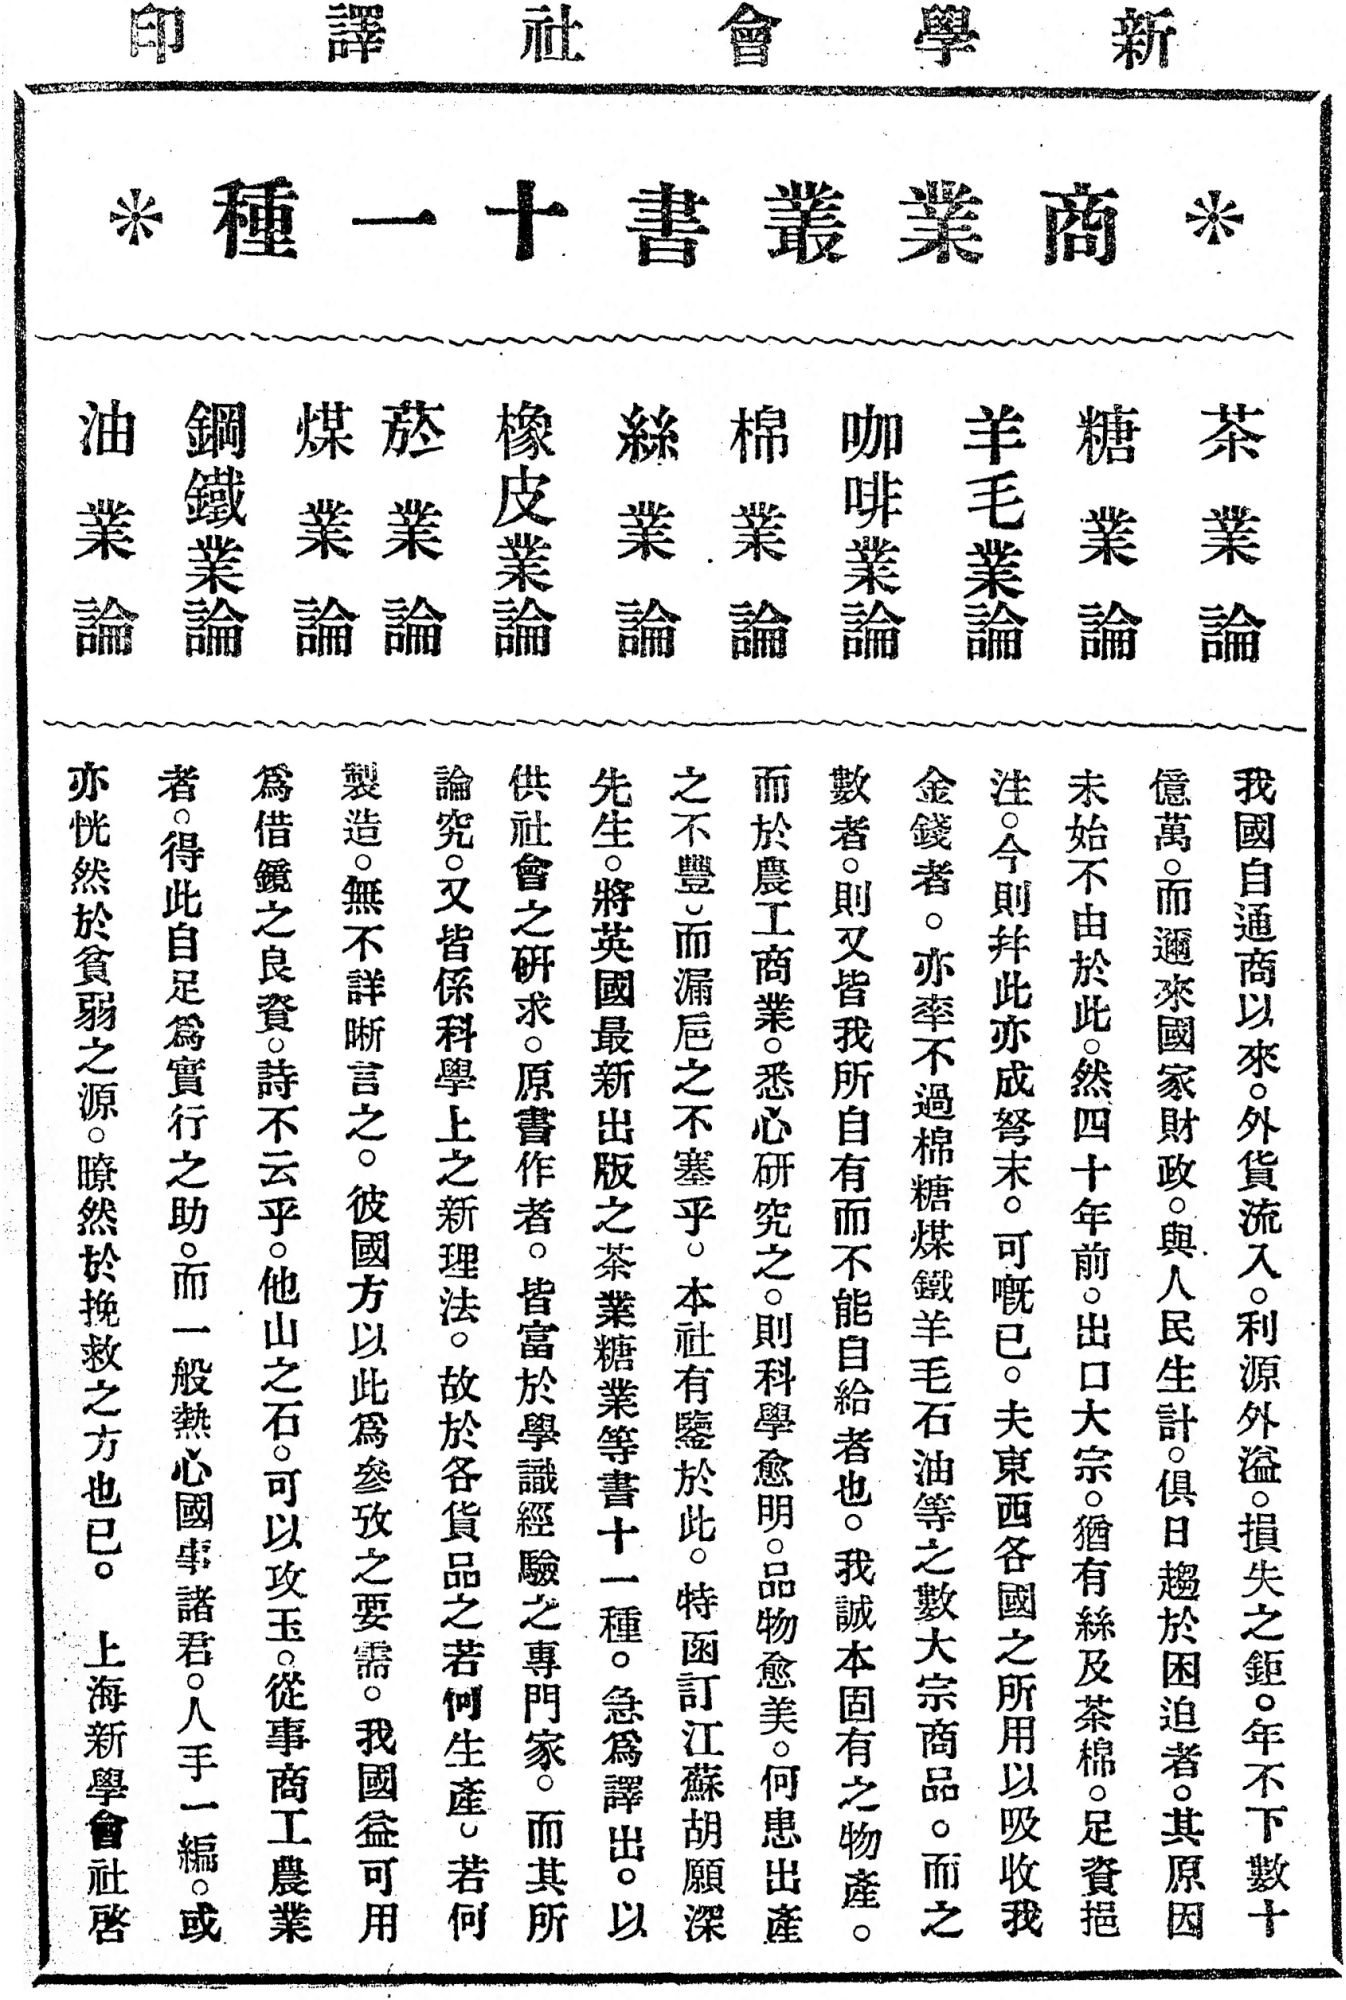 新學會社譯印
❊商業叢書十一種❊
茶業論
糖業論
羊毛業論
咖啡業論
棉業論
絲業論
橡皮業論
菸業論
煤業論
鋼鐵業論
油業論
我國自通商以來。外貨流入。利源外溢。損失之鉅。年不下數十
億萬。而邇來國家財政。與人民生計。俱日趨於困迫者。其原因
未始不由於此。然四十年前。出口大宗。猶有絲及茶棉。足資挹
注。今則幷此亦成弩末。可嘅已。夫東西各國之所用以吸收我
金錢者。亦率不過棉糖煤鐵羊毛石油等之數大宗商品。而之
數者。則又皆我所自有而不能自給者也。我誠本固有之物產。
而於農工商業。悉心研究之。則科學愈明。品物愈美。何患出產
之不豐。而漏巵之不塞乎。本社有鑒於此。特函訂江蘇胡願深
先生。將英國最新出版之茶業糖業等書十一種。急爲譯出。以
供社會之硏求。原書作者。皆富於學識經驗之專門家。而其所
論究。又皆係科學上之新理法。故於各貨品之若何生產。若何
製造。無不詳晰言之。彼國方以此爲參攷之要需。我國益可用
爲借鏡之良資。詩不云乎。他山之石。可以攻玉。從事商工農業
者。得此自足爲實行之助。而一般熱心國事諸君。人手一編。或
亦恍然於貧弱之源。瞭然於挽救之方也已。 上海新學會社啓